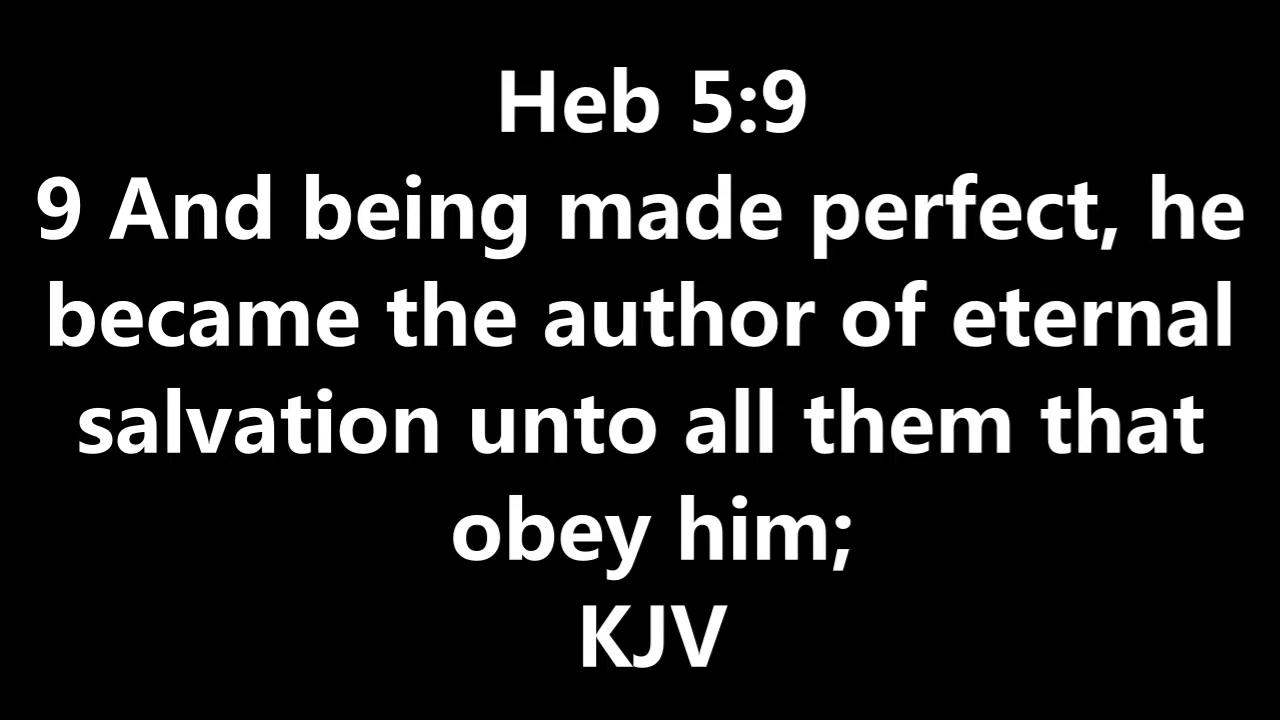 Heb 5:9
9 And being made perfect, he
became the author of eternal
salvation unto all them that
obey him;
KJV